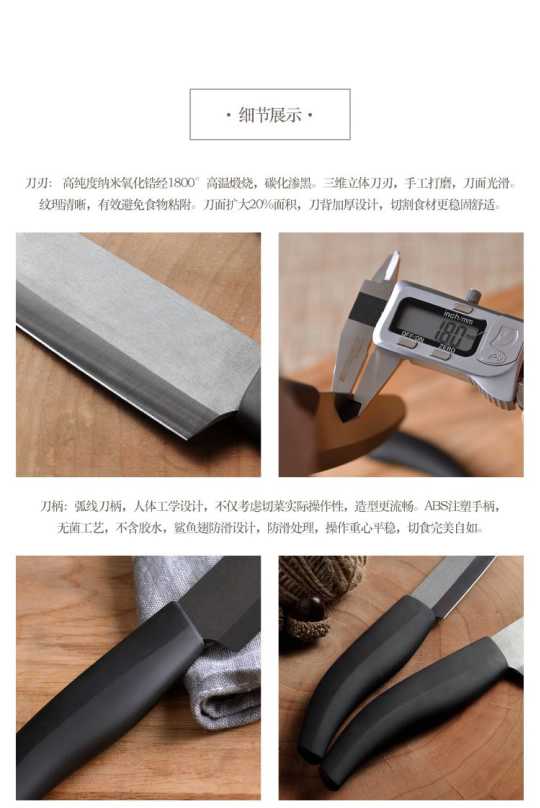 · 细节展示 ·
刀刃： 高纯度纳米氧化锆经1800°高温煅烧，碳化渗黑。三维立体刀刃，手工打磨，刀面光滑。
纹理清晰，有效避免食物粘附。刀面扩大20%面积，刀背加厚设计，切割食材更稳固舒适。
inch/mm
1.80
OFF/ON
ZERO
刀柄：弧线刀柄，人体工学设计，不仅考虑切菜实际操作性，造型更流畅。ABS注塑手柄，
无菌工艺，不含胶水，鲨鱼翅防滑设计，防滑处理，操作重心平稳，切食完美自如。